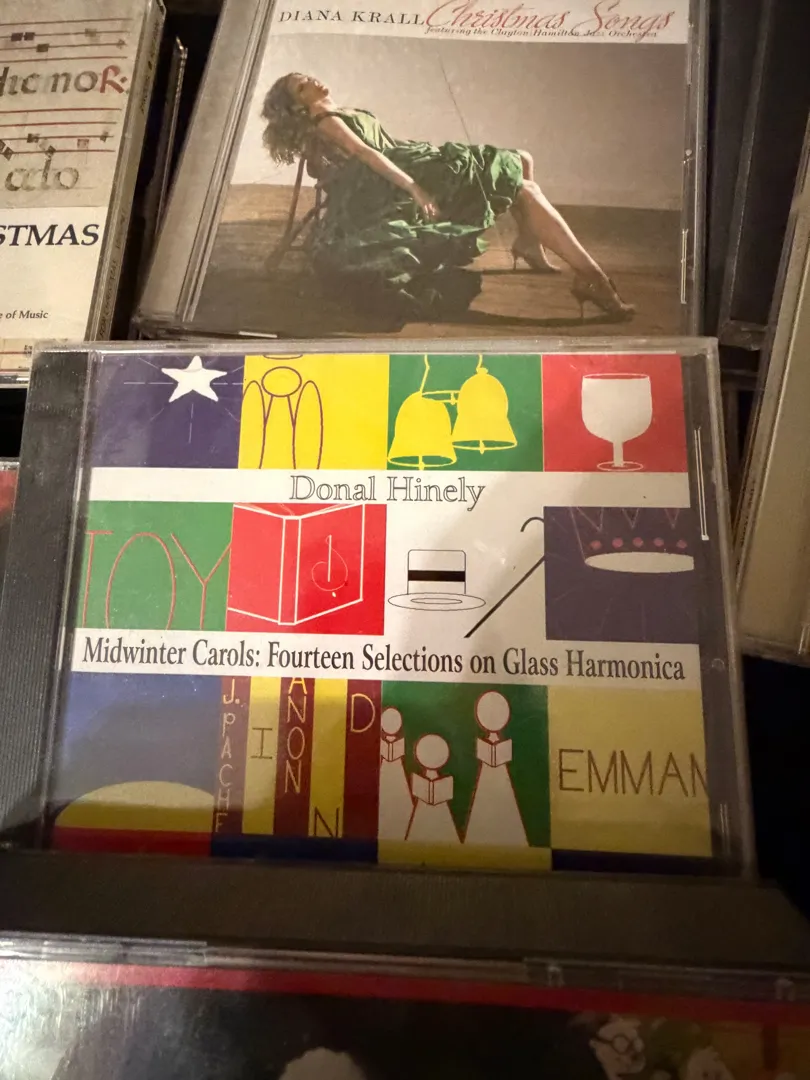 DIANA KRALL Christmas Songs
featuring the Clayton/Hamilton Jazz Orchestra
STMAS
e of Music
Donal Hinely
TOY
Midwinter Carols: Fourteen Selections on Glass Harmonica
J. PACHE
I
ANON
D
N
EMMAN